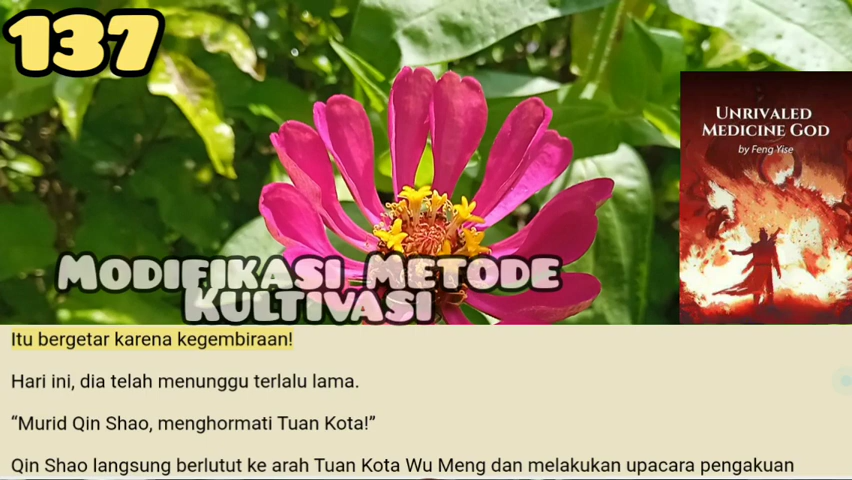 137
UNRIVALED
MEDICINE GOD
by Feng Yise
MODIFIKASI METODE
KULTIVASI
Itu bergetar karena kegembiraan!
Hari ini, dia telah menunggu terlalu lama.
“Murid Qin Shao, menghormati Tuan Kota!”
Qin Shao langsung berlutut ke arah Tuan Kota Wu Meng dan melakukan upacara pengakuan